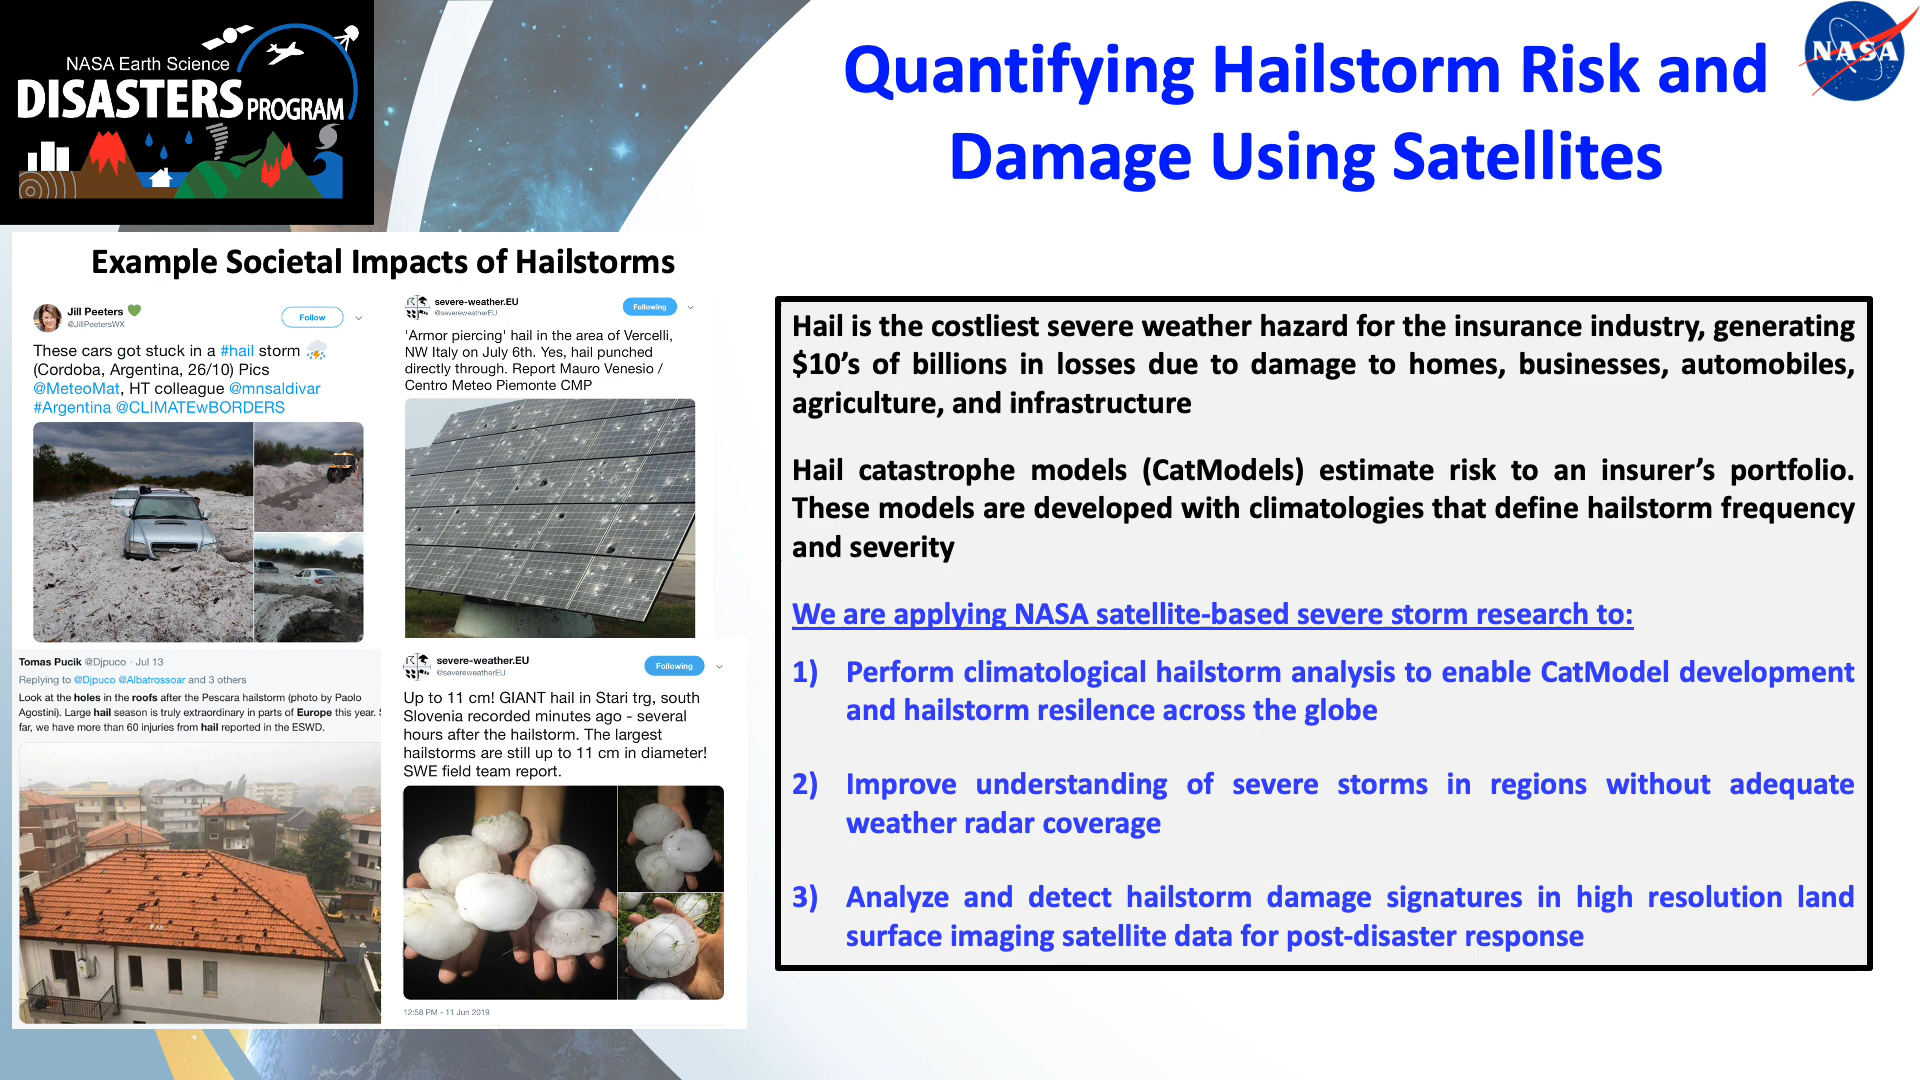 NASA Earth Science
DISASTERS PROGRAM
NASA
Quantifying Hailstorm Risk and
Damage Using Satellites
Example Societal Impacts of Hailstorms
Jill Peeters
@JillPeetersWX
Follow
These cars got stuck in a #hail storm
(Cordoba, Argentina, 26/10) Pics
@MeteoMat, HT colleague @mnsaldivar
#Argentina @CLIMATEwBORDERS
severe-weather.EU
@severeweatherEU
Following
'Armor piercing' hail in the area of Vercelli,
NW Italy on July 6th. Yes, hail punched
directly through. Report Mauro Venesio /
Centro Meteo Piemonte CMP
Tomas Pucik @Djpuco · Jul 13
Replying to @Djpuco @Albatrossoar and 3 others
Look at the holes in the roofs after the Pescara hailstorm (photo by Paolo
Agostini). Large hail season is truly extraordinary in parts of Europe this year. S
far, we have more than 60 injuries from hail reported in the ESWD.
severe-weather.EU
@severeweatherEU
Following
Up to 11 cm! GIANT hail in Stari trg, south
Slovenia recorded minutes ago - several
hours after the hailstorm. The largest
hailstorms are still up to 11 cm in diameter!
SWE field team report.
12:58 PM - 11 Jun 2019
Hail is the costliest severe weather hazard for the insurance industry, generating
$10’s of billions in losses due to damage to homes, businesses, automobiles,
agriculture, and infrastructure
Hail catastrophe models (CatModels) estimate risk to an insurer’s portfolio.
These models are developed with climatologies that define hailstorm frequency
and severity
We are applying NASA satellite-based severe storm research to:
1) Perform climatological hailstorm analysis to enable CatModel development
and hailstorm resilence across the globe
2) Improve understanding of severe storms in regions without adequate
weather radar coverage
3) Analyze and detect hailstorm damage signatures in high resolution land
surface imaging satellite data for post-disaster response